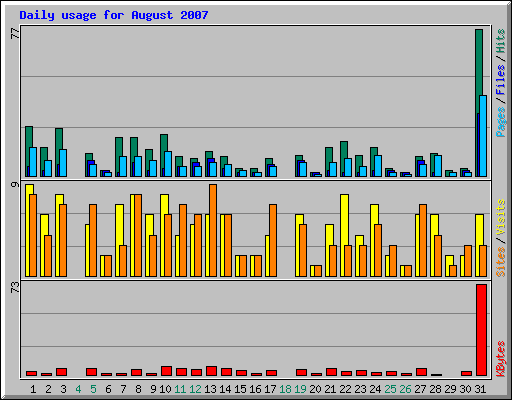 Daily usage for August 2007
77
Pages / Files / Hits
9
Sites / Visits
73
KBytes
1 2 3 4 5 6 7 8 9 10 11 12 13 14 15 16 17 18 19 20 21 22 23 24 25 26 27 28 29 30 31